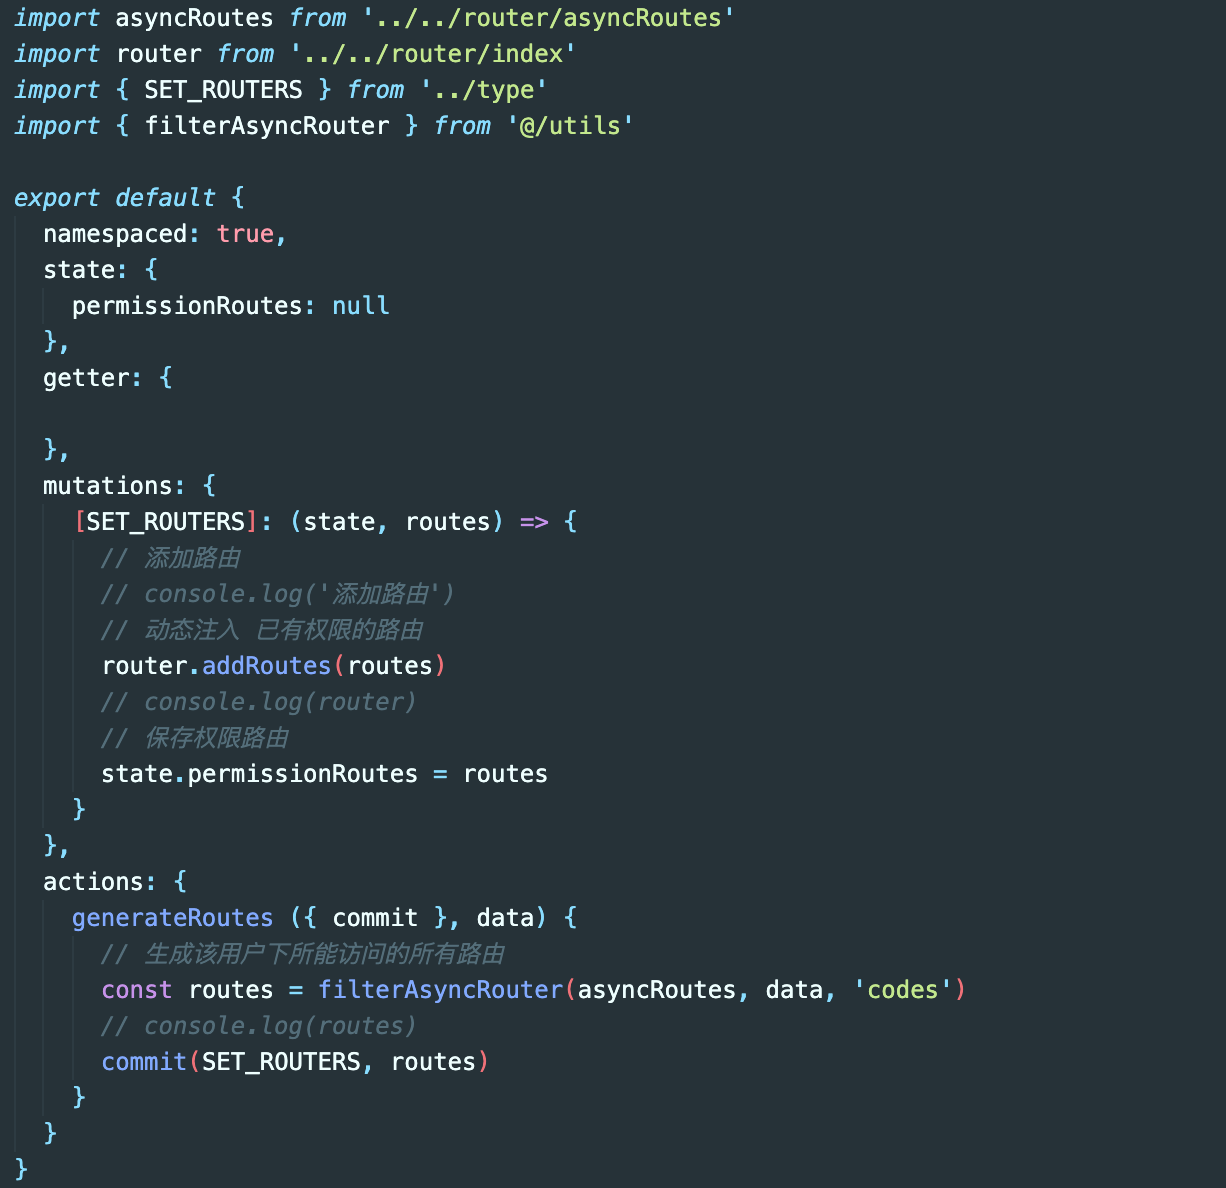 import asyncRoutes from '../../router/asyncRoutes'
import router from '../../router/index'
import { SET_ROUTERS } from '../type'
import { filterAsyncRouter } from '@/utils'

export default {
  namespaced: true,
  state: {
    permissionRoutes: null
  },
  getter: {

  },
  mutations: {
    [SET_ROUTERS]: (state, routes) => {
      // 添加路由
      // console.log('添加路由')
      // 动态注入 已有权限的路由
      router.addRoutes(routes)
      // console.log(router)
      // 保存权限路由
      state.permissionRoutes = routes
    }
  },
  actions: {
    generateRoutes ({ commit }, data) {
      // 生成该用户下所能访问的所有路由
      const routes = filterAsyncRouter(asyncRoutes, data, 'codes')
      // console.log(routes)
      commit(SET_ROUTERS, routes)
    }
  }
}